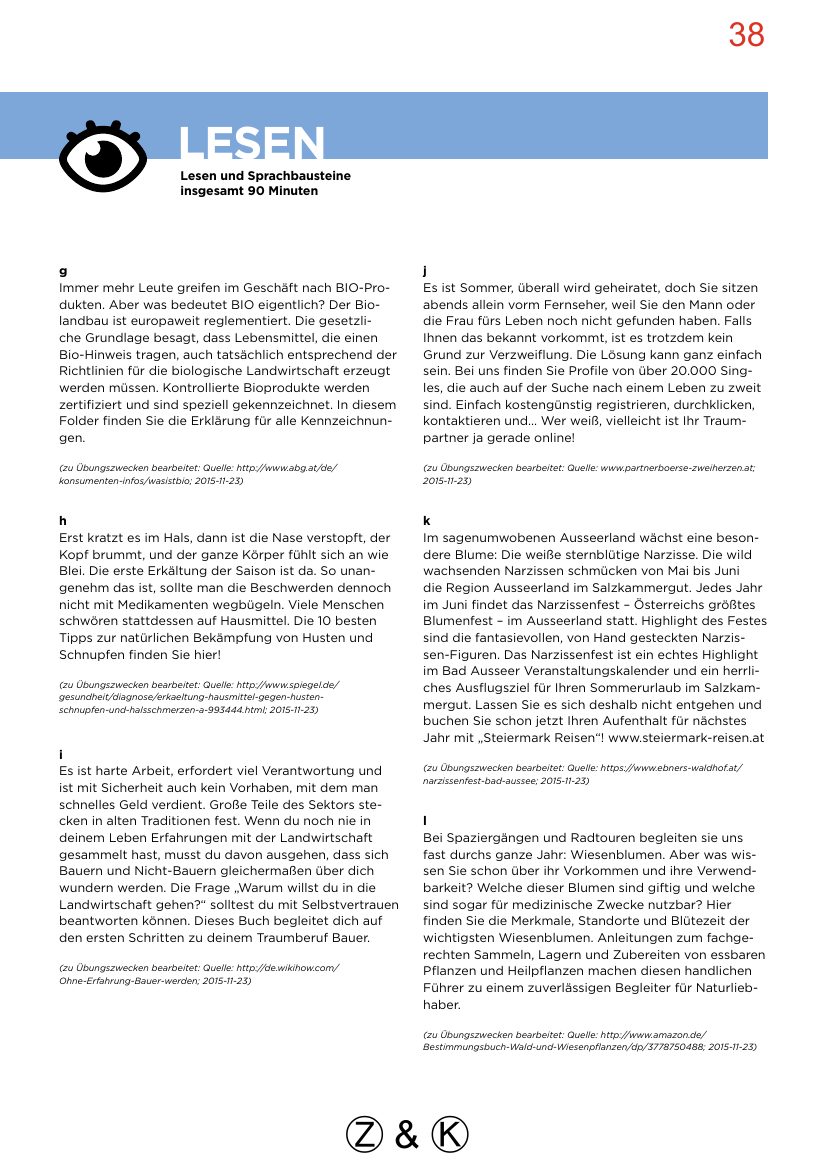 38
LESEN
Lesen und Sprachbausteine
insgesamt 90 Minuten
g
Immer mehr Leute greifen im Geschäft nach BIO-Pro-
dukten. Aber was bedeutet BIO eigentlich? Der Bio-
landbau ist europaweit reglementiert. Die gesetzli-
che Grundlage besagt, dass Lebensmittel, die einen
Bio-Hinweis tragen, auch tatsächlich entsprechend der
Richtlinien für die biologische Landwirtschaft erzeugt
werden müssen. Kontrollierte Bioprodukte werden
zertifiziert und sind speziell gekennzeichnet. In diesem
Folder finden Sie die Erklärung für alle Kennzeichnun-
gen.
(zu Übungszwecken bearbeitet: Quelle: http://www.abg.at/de/
konsumenten-infos/wasistbio; 2015-11-23)
h
Erst kratzt es im Hals, dann ist die Nase verstopft, der
Kopf brummt, und der ganze Körper fühlt sich an wie
Blei. Die erste Erkältung der Saison ist da. So unan-
genehm das ist, sollte man die Beschwerden dennoch
nicht mit Medikamenten wegbügeln. Viele Menschen
schwören stattdessen auf Hausmittel. Die 10 besten
Tipps zur natürlichen Bekämpfung von Husten und
Schnupfen finden Sie hier!
(zu Übungszwecken bearbeitet: Quelle: http://www.spiegel.de/
gesundheit/diagnose/erkaeltung-hausmittel-gegen-husten-
schnupfen-und-halsschmerzen-a-993444.html; 2015-11-23)
i
Es ist harte Arbeit, erfordert viel Verantwortung und
ist mit Sicherheit auch kein Vorhaben, mit dem man
schnelles Geld verdient. Große Teile des Sektors ste-
cken in alten Traditionen fest. Wenn du noch nie in
deinem Leben Erfahrungen mit der Landwirtschaft
gesammelt hast, musst du davon ausgehen, dass sich
Bauern und Nicht-Bauern gleichermaßen über dich
wundern werden. Die Frage „Warum willst du in die
Landwirtschaft gehen?“ solltest du mit Selbstvertrauen
beantworten können. Dieses Buch begleitet dich auf
den ersten Schritten zu deinem Traumberuf Bauer.
(zu Übungszwecken bearbeitet: Quelle: http://de.wikihow.com/
Ohne-Erfahrung-Bauer-werden; 2015-11-23)
j
Es ist Sommer, überall wird geheiratet, doch Sie sitzen
abends allein vorm Fernseher, weil Sie den Mann oder
die Frau fürs Leben noch nicht gefunden haben. Falls
Ihnen das bekannt vorkommt, ist es trotzdem kein
Grund zur Verzweiflung. Die Lösung kann ganz einfach
sein. Bei uns finden Sie Profile von über 20.000 Sing-
les, die auch auf der Suche nach einem Leben zu zweit
sind. Einfach kostengünstig registrieren, durchklicken,
kontaktieren und... Wer weiß, vielleicht ist Ihr Traum-
partner ja gerade online!
(zu Übungszwecken bearbeitet: Quelle: www.partnerboerse-zweiherzen.at;
2015-11-23)
k
Im sagenumwobenen Ausseerland wächst eine beson-
dere Blume: Die weiße sternblütige Narzisse. Die wild
wachsenden Narzissen schmücken von Mai bis Juni
die Region Ausseerland im Salzkammergut. Jedes Jahr
im Juni findet das Narzissenfest – Österreichs größtes
Blumenfest – im Ausseerland statt. Highlight des Festes
sind die fantasievollen, von Hand gesteckten Narzis-
sen-Figuren. Das Narzissenfest ist ein echtes Highlight
im Bad Ausseer Veranstaltungskalender und ein herrli-
ches Ausflugsziel für Ihren Sommerurlaub im Salzkam-
mergut. Lassen Sie es sich deshalb nicht entgehen und
buchen Sie schon jetzt Ihren Aufenthalt für nächstes
Jahr mit „Steiermark Reisen“! www.steiermark-reisen.at
(zu Übungszwecken bearbeitet: Quelle: https://www.ebners-waldhof.at/
narzissenfest-bad-aussee; 2015-11-23)
l
Bei Spaziergängen und Radtouren begleiten sie uns
fast durchs ganze Jahr: Wiesenblumen. Aber was wis-
sen Sie schon über ihr Vorkommen und ihre Verwend-
barkeit? Welche dieser Blumen sind giftig und welche
sind sogar für medizinische Zwecke nutzbar? Hier
finden Sie die Merkmale, Standorte und Blütezeit der
wichtigsten Wiesenblumen. Anleitungen zum fachge-
rechten Sammeln, Lagern und Zubereiten von essbaren
Pflanzen und Heilpflanzen machen diesen handlichen
Führer zu einem zuverlässigen Begleiter für Naturlieb-
haber.
(zu Übungszwecken bearbeitet: Quelle: http://www.amazon.de/
Bestimmungsbuch-Wald-und-Wiesenpflanzen/dp/3778750488; 2015-11-23)
Z & K